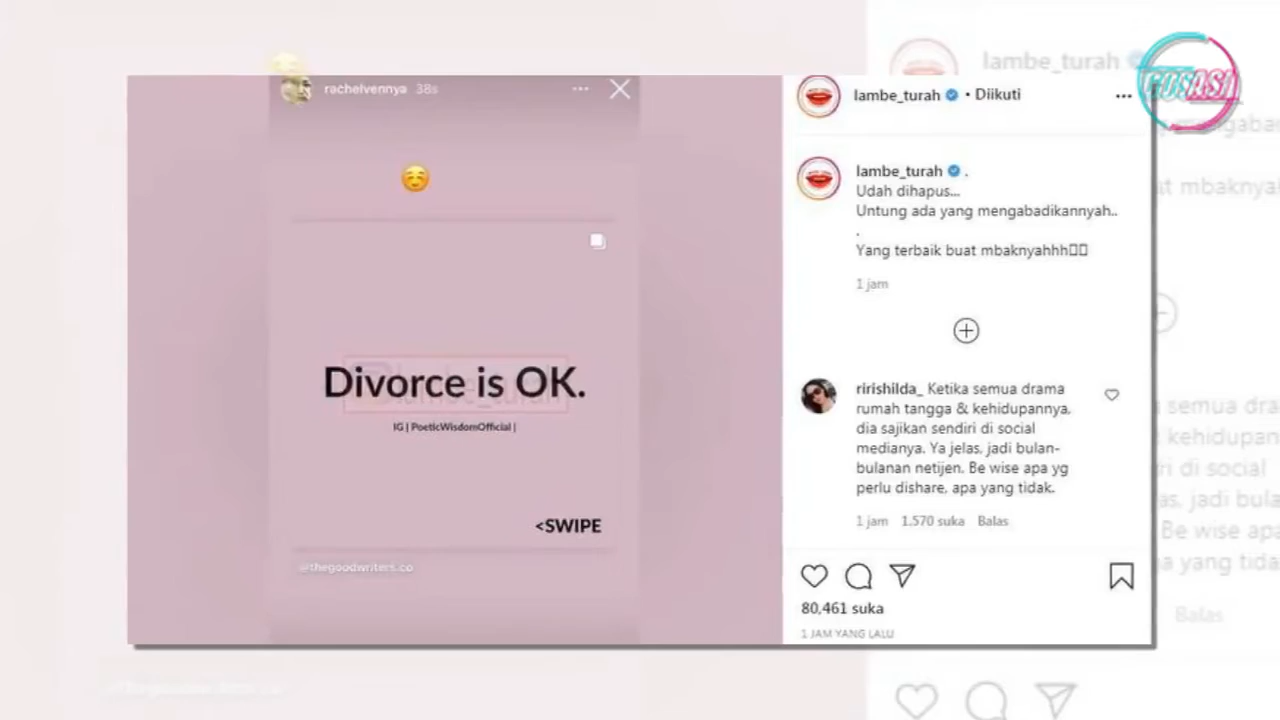 rachelvennya 38s
Divorce is OK.
IG | PoeticWisdomOfficial |
<SWIPE
@thegoodwriters.co
lambe_turah
GOSASI
lambe_turah • Diikuti
lambe_turah .
Udah dihapus...
Untung ada yang mengabadikannyah..
.
Yang terbaik buat mbaknyahhh
1 jam
ririshilda_ Ketika semua drama
rumah tangga & kehidupannya,
dia sajikan sendiri di social
medianya. Ya jelas, jadi bulan-
bulanan netijen. Be wise apa yg
perlu dishare, apa yang tidak.
1 jam 1.570 suka Balas
80,461 suka
1 JAM YANG LALU
Balas